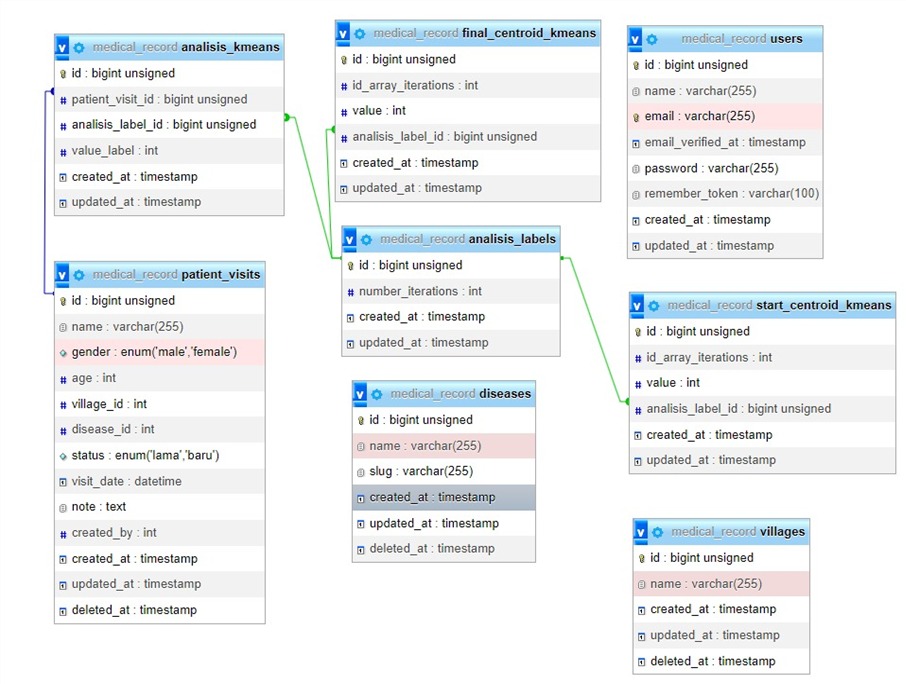 medical_record analisis_kmeans
id : bigint unsigned
patient_visit_id : bigint unsigned
analisis_label_id : bigint unsigned
value_label : int
created_at : timestamp
updated_at : timestamp
medical_record final_centroid_kmeans
id : bigint unsigned
id_array_iterations : int
value : int
analisis_label_id : bigint unsigned
created_at : timestamp
updated_at : timestamp
medical_record users
id : bigint unsigned
name : varchar(255)
email : varchar(255)
email_verified_at : timestamp
password : varchar(255)
remember_token : varchar(100)
created_at : timestamp
updated_at : timestamp
medical_record patient_visits
id : bigint unsigned
name : varchar(255)
gender : enum('male','female')
age : int
village_id : int
disease_id : int
status : enum('lama','baru')
visit_date : datetime
note : text
created_by : int
created_at : timestamp
updated_at : timestamp
deleted_at : timestamp
medical_record analisis_labels
id : bigint unsigned
number_iterations : int
created_at : timestamp
updated_at : timestamp
medical_record diseases
id : bigint unsigned
name : varchar(255)
slug : varchar(255)
created_at : timestamp
updated_at : timestamp
deleted_at : timestamp
medical_record start_centroid_kmeans
id : bigint unsigned
id_array_iterations : int
value : int
analisis_label_id : bigint unsigned
created_at : timestamp
updated_at : timestamp
medical_record villages
id : bigint unsigned
name : varchar(255)
created_at : timestamp
updated_at : timestamp
deleted_at : timestamp